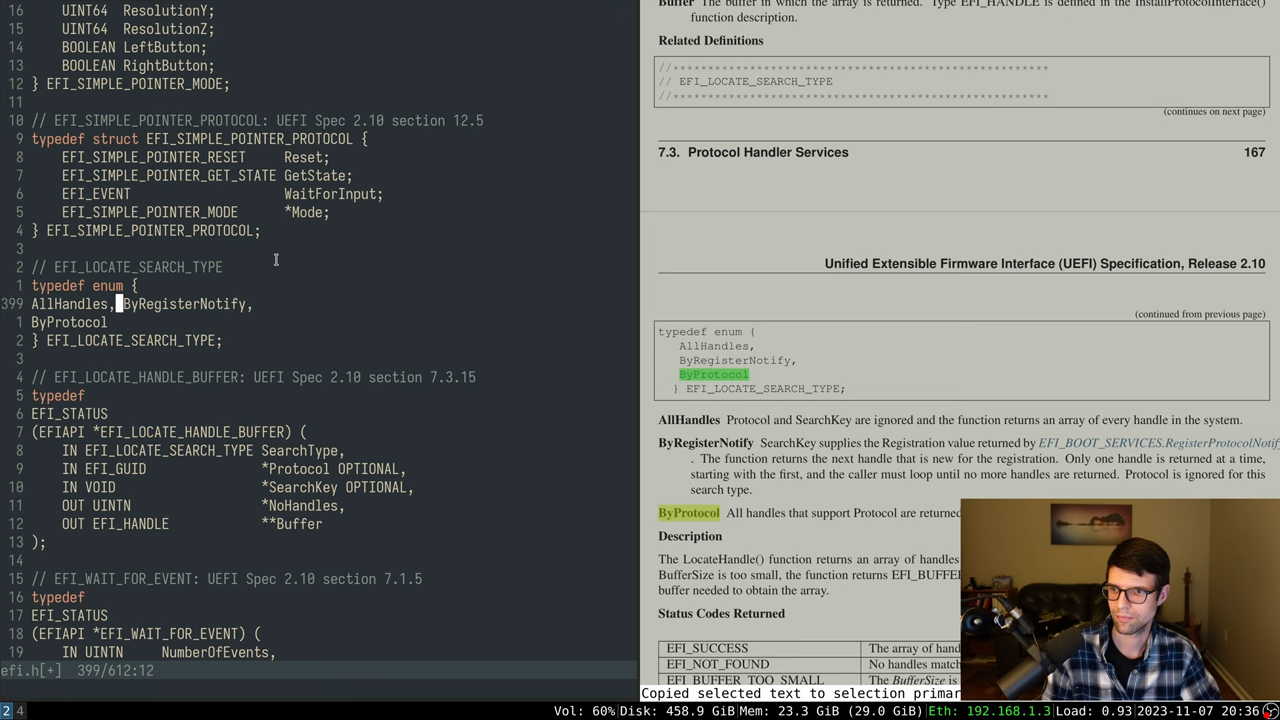 16 UINT64 ResolutionY;
15 UINT64 ResolutionZ;
14 BOOLEAN LeftButton;
13 BOOLEAN RightButton;
12 } EFI_SIMPLE_POINTER_MODE;
11
10 // EFI_SIMPLE_POINTER_PROTOCOL: UEFI Spec 2.10 section 12.5
9 typedef struct EFI_SIMPLE_POINTER_PROTOCOL {
8 EFI_SIMPLE_POINTER_RESET Reset;
7 EFI_SIMPLE_POINTER_GET_STATE GetState;
6 EFI_EVENT WaitForInput;
5 EFI_SIMPLE_POINTER_MODE *Mode;
4 } EFI_SIMPLE_POINTER_PROTOCOL;
3
2 // EFI_LOCATE_SEARCH_TYPE
1 typedef enum {
399 AllHandles, ByRegisterNotify,
1 ByProtocol
2 } EFI_LOCATE_SEARCH_TYPE;
3
4 // EFI_LOCATE_HANDLE_BUFFER: UEFI Spec 2.10 section 7.3.15
5 typedef
6 EFI_STATUS
7 (EFIAPI *EFI_LOCATE_HANDLE_BUFFER) (
8 IN EFI_LOCATE_SEARCH_TYPE SearchType,
9 IN EFI_GUID *Protocol OPTIONAL,
10 IN VOID *SearchKey OPTIONAL,
11 OUT UINTN *NoHandles,
12 OUT EFI_HANDLE **Buffer
13 );
14
15 // EFI_WAIT_FOR_EVENT: UEFI Spec 2.10 section 7.1.5
16 typedef
17 EFI_STATUS
18 (EFIAPI *EFI_WAIT_FOR_EVENT) (
19 IN UINTN NumberOfEvents,
efi.h[+] 399/612:12
Buffer The buffer in which the array is returned. Type EFI_HANDLE is defined in the InstallProtocolInterface()
function description.
Related Definitions
//*******************************************************
// EFI_LOCATE_SEARCH_TYPE
//*******************************************************
(continues on next page)
7.3. Protocol Handler Services 167
Unified Extensible Firmware Interface (UEFI) Specification, Release 2.10
(continued from previous page)
typedef enum {
AllHandles,
ByRegisterNotify,
ByProtocol
} EFI_LOCATE_SEARCH_TYPE;
AllHandles Protocol and SearchKey are ignored and the function returns an array of every handle in the system.
ByRegisterNotify SearchKey supplies the Registration value returned by EFI_BOOT_SERVICES.RegisterProtocolNotif
. The function returns the next handle that is new for the registration. Only one handle is returned at a time,
starting with the first, and the caller must loop until no more handles are returned. Protocol is ignored for this
search type.
ByProtocol All handles that support Protocol are returned
Description
The LocateHandle() function returns an array of handles
BufferSize is too small, the function returns EFI_BUFFE
buffer needed to obtain the array.
Status Codes Returned
EFI_SUCCESS The array of hand
EFI_NOT_FOUND No handles match
EFI_BUFFER_TOO_SMALL The BufferSize is
Copied selected text to selection primar
2 4 Vol: 60% Disk: 458.9 GiB Mem: 23.3 GiB (29.0 GiB) Eth: 192.168.1.3 Load: 0.93 2023-11-07 20:36